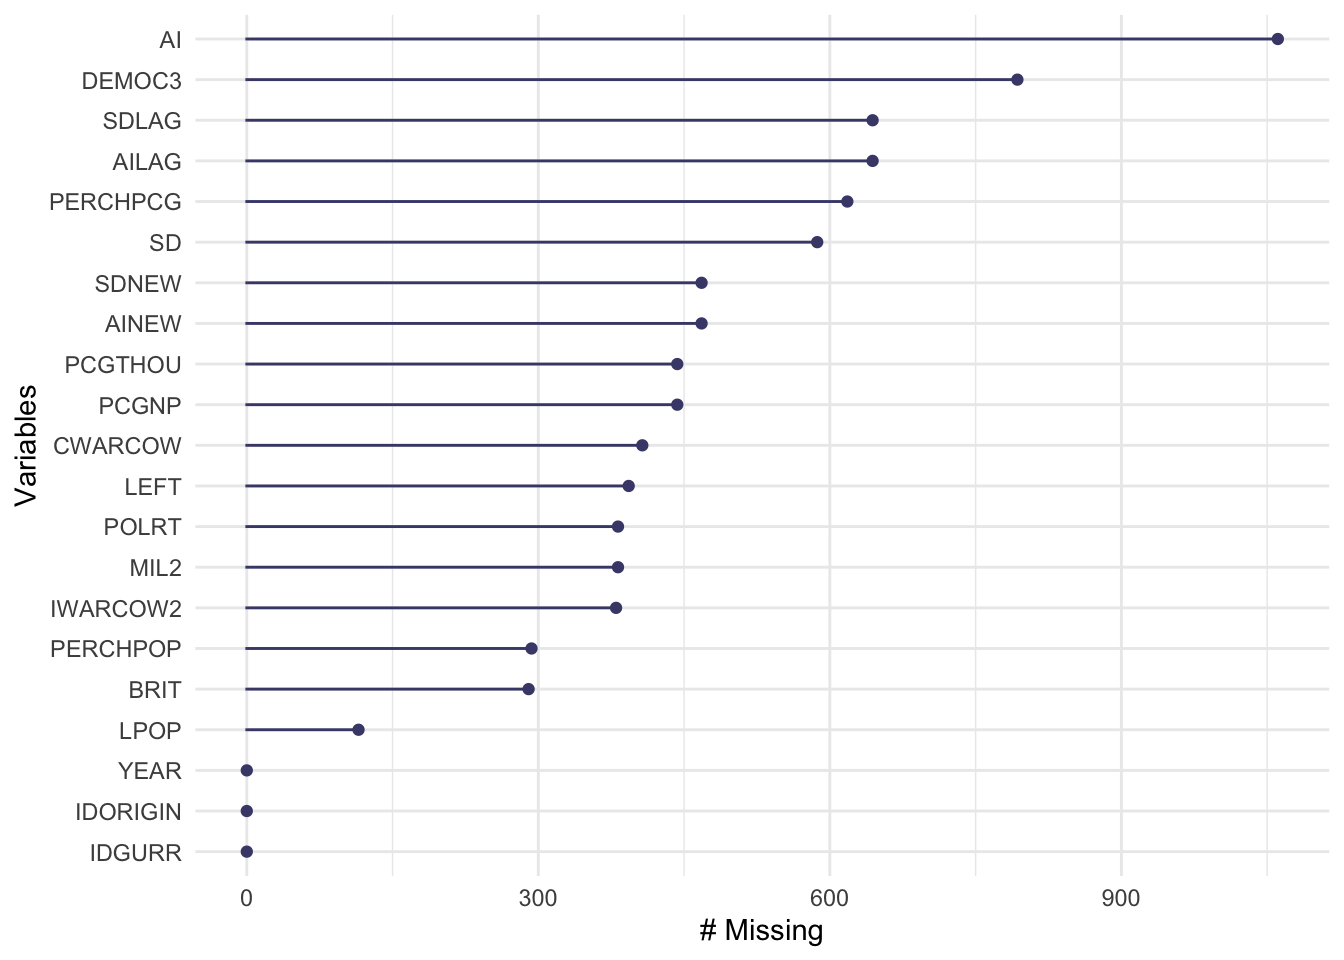 AI
DEMOC3
SDLAG
AILAG
PERCHPCG
SD
SDNEW
AINEW
PCGTHOU
PCGNP
CWARCOW
LEFT
POLRT
MIL2
IWARCOW2
PERCHPOP
BRIT
LPOP
YEAR
IDORIGIN
IDGURR
Variables
0 300 600 900
# Missing